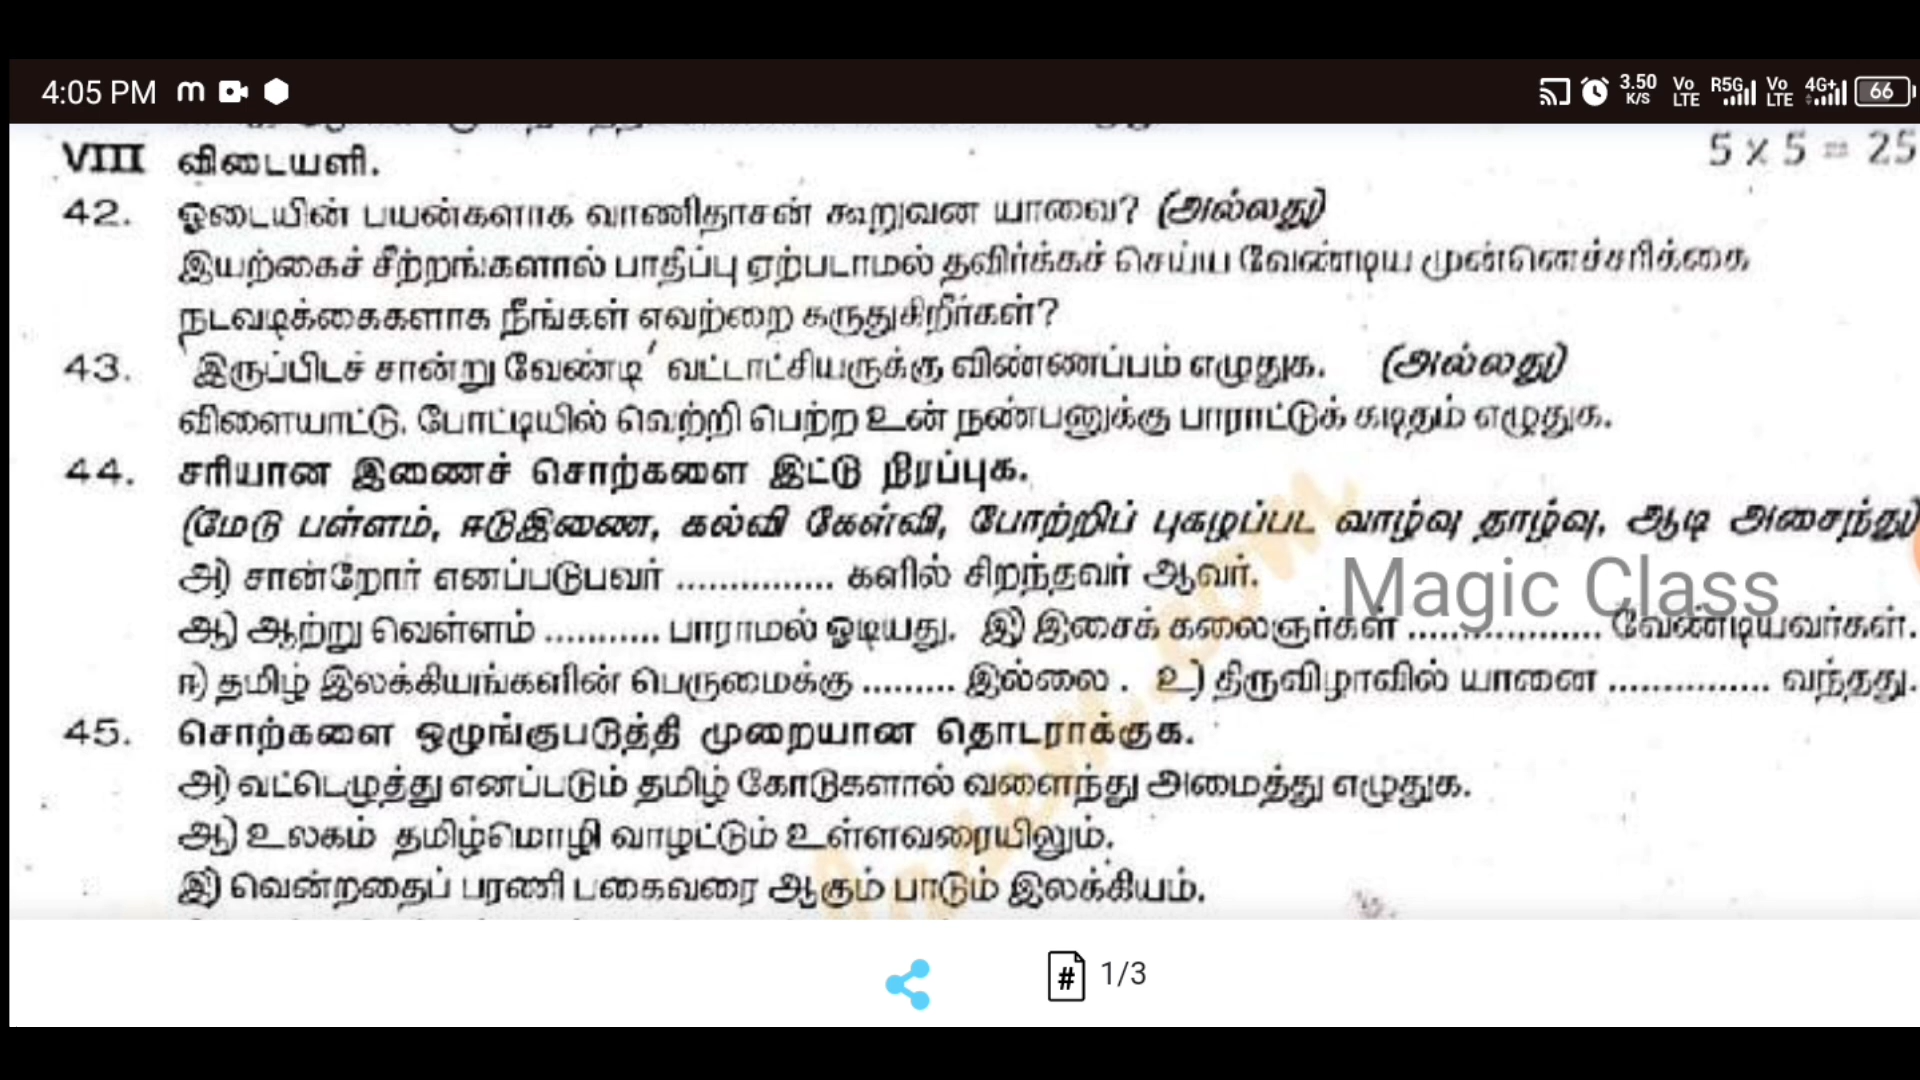 4:05 PM m 3.50 K/S Vo LTE R5G Vo LTE 4G+ 66
VIII விடையளி. 5 x 5 = 25
42. ஓடையின் பயன்களாக வாணிதாசன் கூறுவன யாவை? (அல்லது)
இயற்கைச் சீற்றங்களால் பாதிப்பு ஏற்படாமல் தவிர்க்கச் செய்ய வேண்டிய முன்னெச்சரிக்கை
நடவடிக்கைகளாக நீங்கள் எவற்றை கருதுகிறீர்கள்?
43. 'இருப்பிடச் சான்று வேண்டி' வட்டாட்சியருக்கு விண்ணப்பம் எழுதுக. (அல்லது)
விளையாட்டு. போட்டியில் வெற்றி பெற்ற உன் நண்பனுக்கு பாராட்டுக் கடிதம் எழுதுக.
44. சரியான இணைச் சொற்களை இட்டு நிரப்புக.
(மேடு பள்ளம், ஈடுஇணை, கல்வி கேள்வி, போற்றிப் புகழப்பட வாழ்வு தாழ்வு, ஆடி அசைந்து)
அ) சான்றோர் எனப்படுபவர் ............... களில் சிறந்தவர் ஆவர்.
Magic Class
ஆ) ஆற்று வெள்ளம் ........... பாராமல் ஓடியது. இ) இசைக் கலைஞர்கள் .................. வேண்டியவர்கள்.
ஈ) தமிழ் இலக்கியங்களின் பெருமைக்கு ......... இல்லை . உ) திருவிழாவில் யானை ............... வந்தது.
45. சொற்களை ஒழுங்குபடுத்தி முறையான தொடராக்குக.
அ) வட்டெழுத்து எனப்படும் தமிழ் கோடுகளால் வளைந்து அமைத்து எழுதுக.
ஆ) உலகம் தமிழ்மொழி வாழட்டும் உள்ளவரையிலும்.
இ) வென்றதைப் பரணி பகைவரை ஆகும் பாடும் இலக்கியம்.
# 1/3